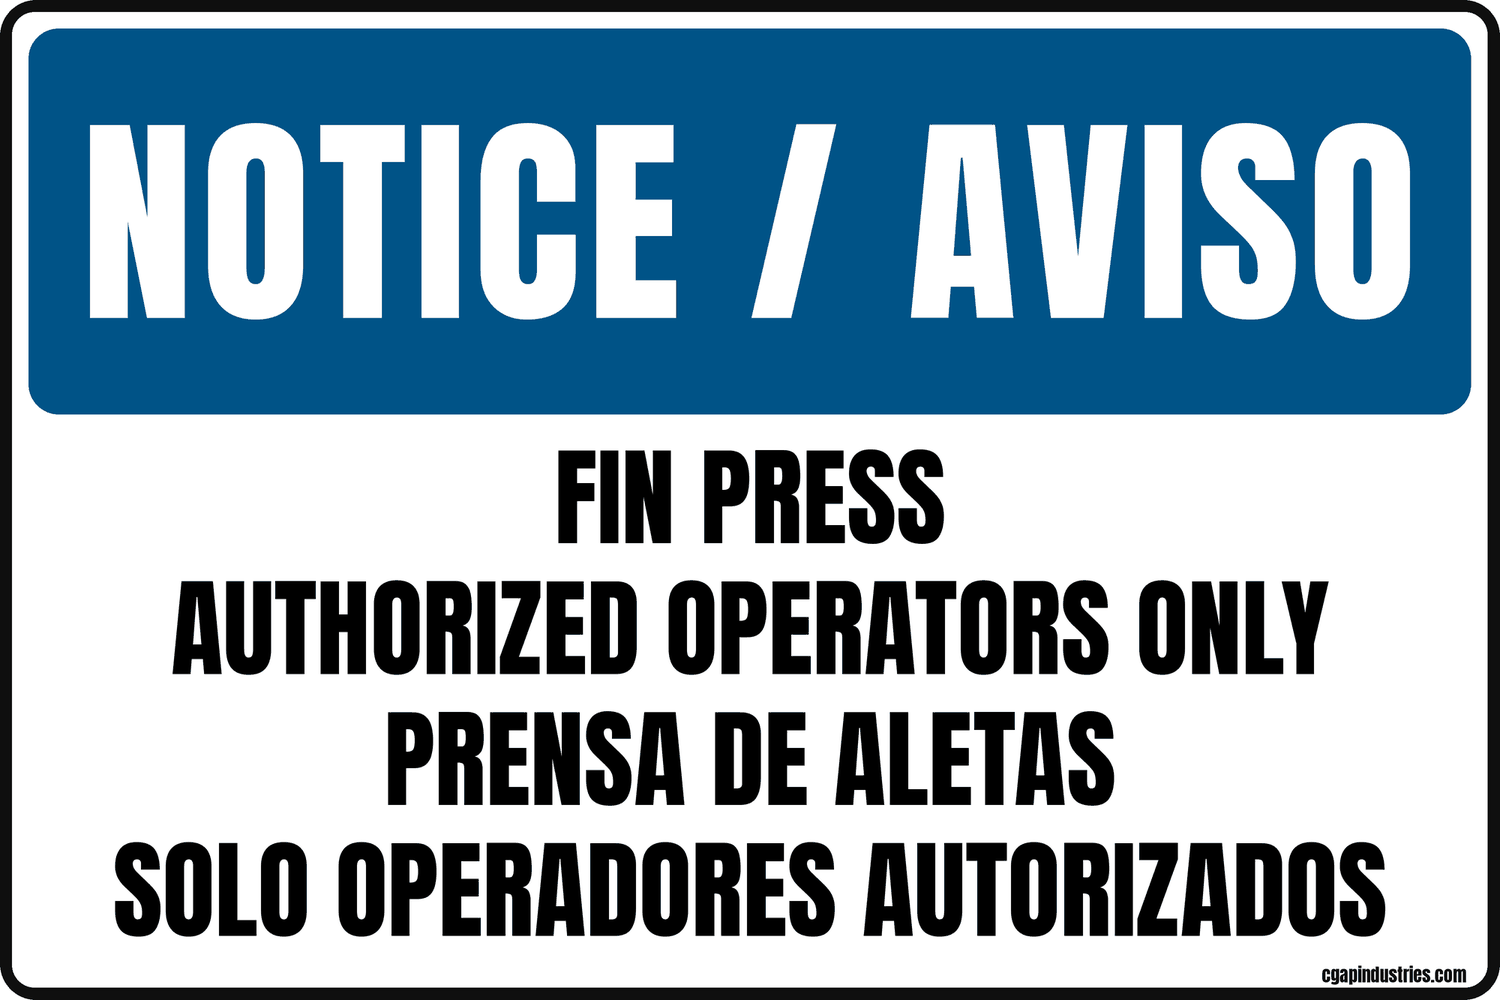 NOTICE / AVISO
FIN PRESS
AUTHORIZED OPERATORS ONLY
PRENSA DE ALETAS
SOLO OPERADORES AUTORIZADOS
cgapindustries.com